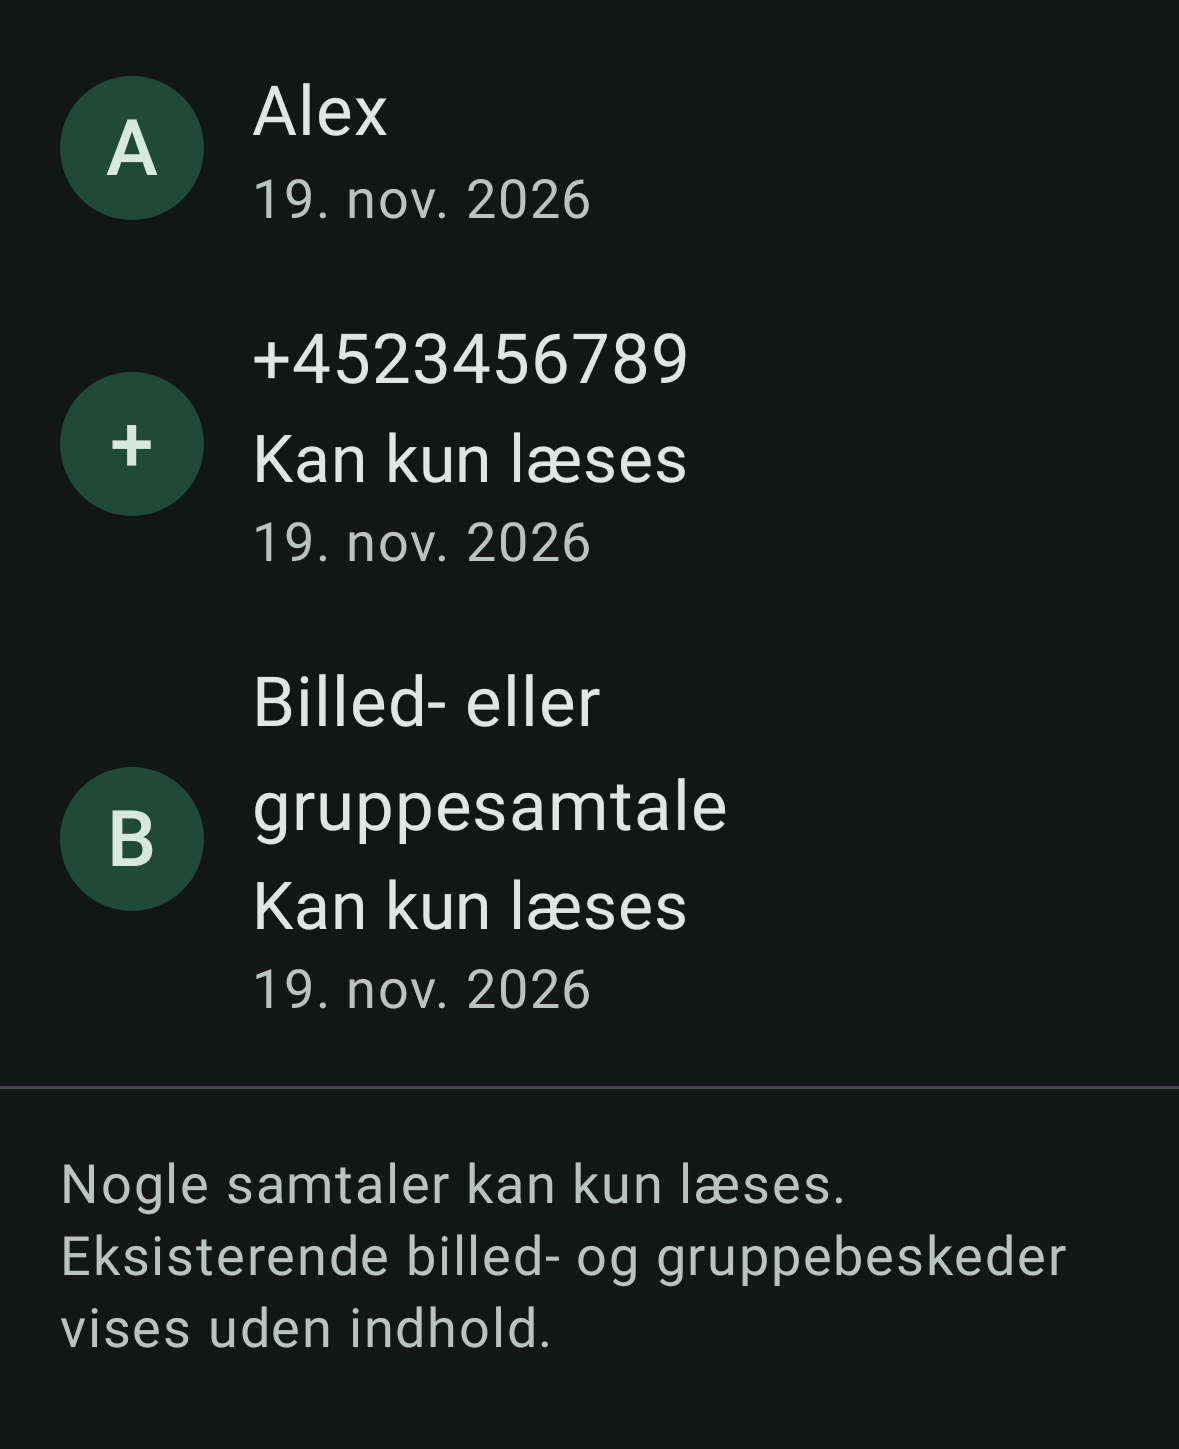 A
Alex
19. nov. 2026
+
+4523456789
Kan kun læses
19. nov. 2026
B
Billed- eller
gruppesamtale
Kan kun læses
19. nov. 2026
Nogle samtaler kan kun læses.
Eksisterende billed- og gruppebeskeder
vises uden indhold.